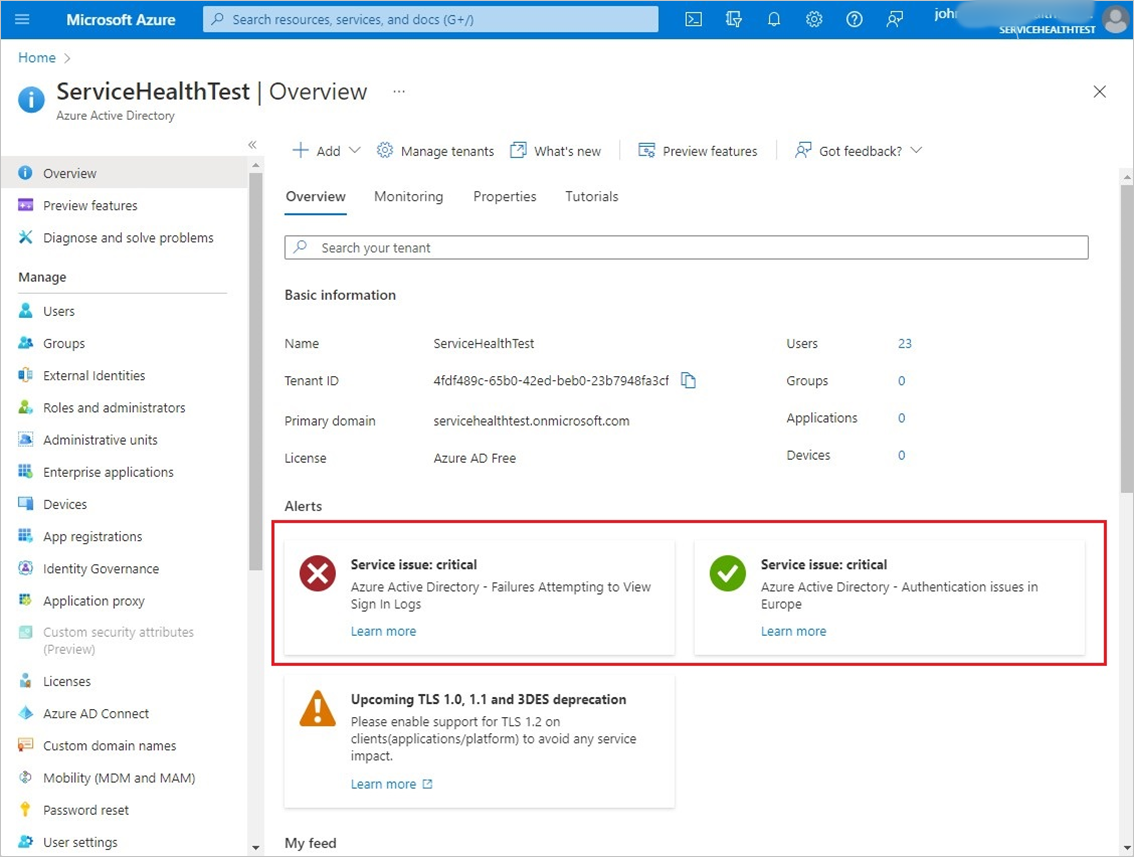 Microsoft Azure
Search resources, services, and docs (G+/)
SERVICEHEALTHTEST
Home
ServiceHealthTest | Overview ...
Azure Active Directory
Add
Manage tenants
What's new
Preview features
Got feedback?
Overview
Preview features
Diagnose and solve problems
Manage
Users
Groups
External Identities
Roles and administrators
Administrative units
Enterprise applications
Devices
App registrations
Identity Governance
Application proxy
Custom security attributes
(Preview)
Licenses
Azure AD Connect
Custom domain names
Mobility (MDM and MAM)
Password reset
User settings
Overview
Monitoring
Properties
Tutorials
Search your tenant
Basic information
Name ServiceHealthTest
Tenant ID 4fdf489c-65b0-42ed-beb0-23b7948fa3cf
Primary domain servicehealthtest.onmicrosoft.com
License Azure AD Free
Users 23
Groups 0
Applications 0
Devices 0
Alerts
Service issue: critical
Azure Active Directory - Failures Attempting to View
Sign In Logs
Learn more
Service issue: critical
Azure Active Directory - Authentication issues in
Europe
Learn more
Upcoming TLS 1.0, 1.1 and 3DES deprecation
Please enable support for TLS 1.2 on
clients(applications/platform) to avoid any service
impact.
Learn more
My feed